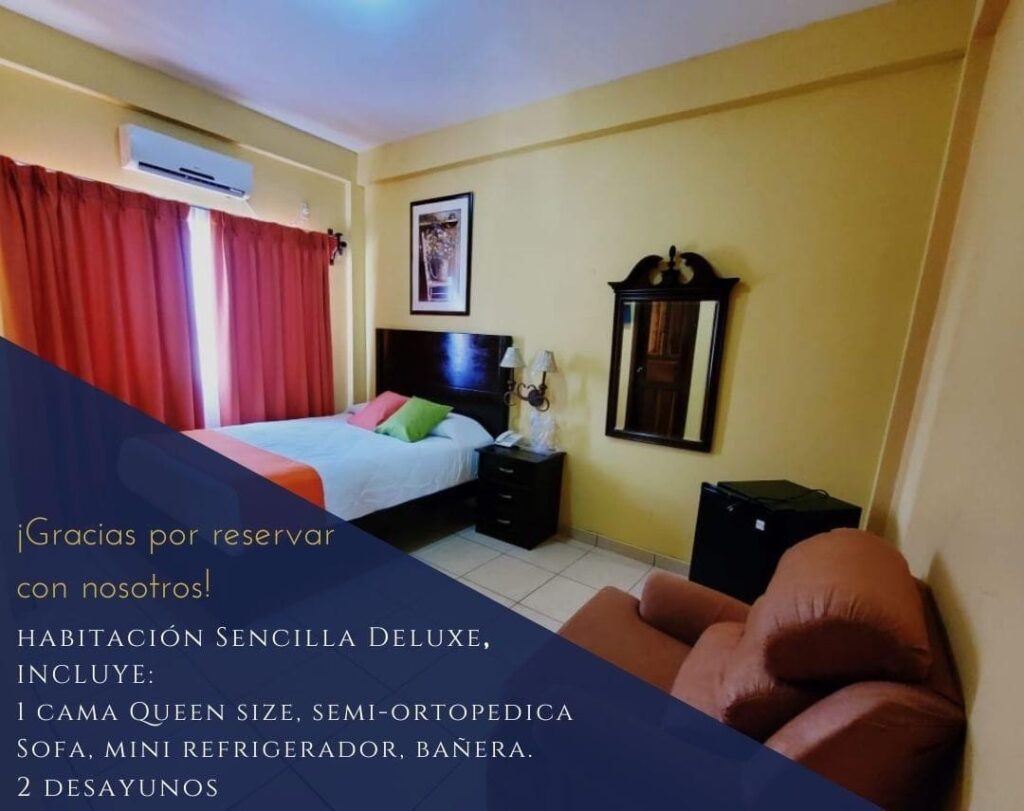 ¡Gracias por reservar
con nosotros!
HABITACIÓN SENCILLA DELUXE,
INCLUYE:
1 CAMA QUEEN SIZE, SEMI-ORTOPEDICA
SOFA, MINI REFRIGERADOR, BAÑERA.
2 DESAYUNOS